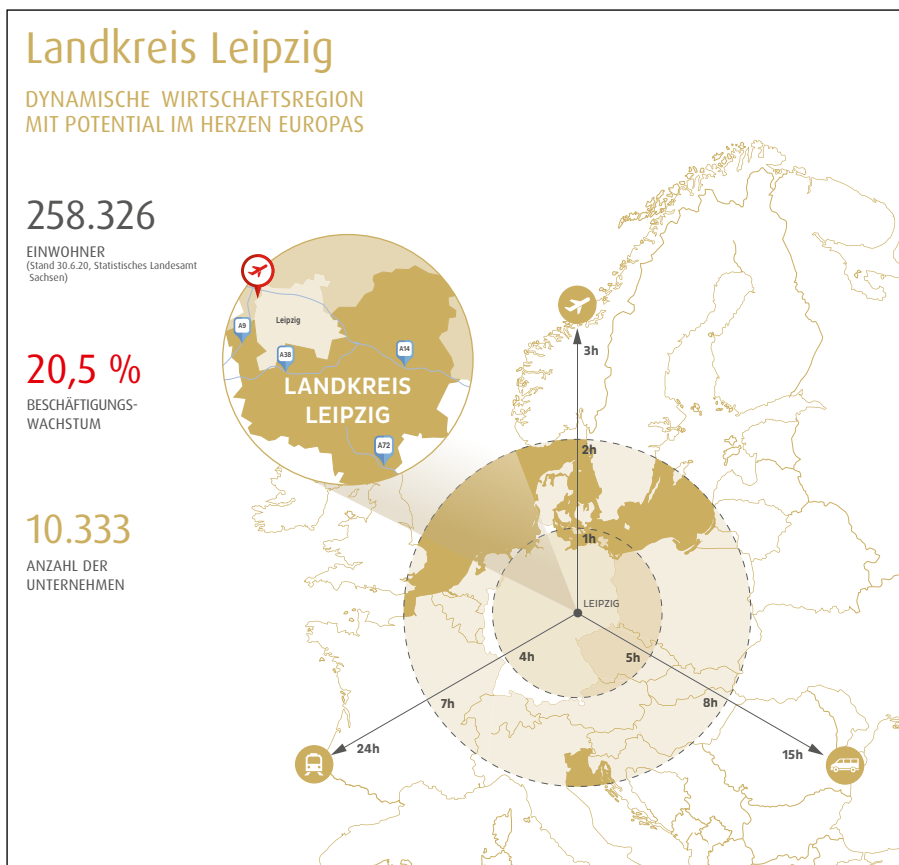 Landkreis Leipzig
DYNAMISCHE WIRTSCHAFTSREGION
MIT POTENTIAL IM HERZEN EUROPAS
258.326
EINWOHNER
(Stand 30.6.20, Statistisches Landesamt
Sachsen)
20,5 %
BESCHÄFTIGUNGS-
WACHSTUM
10.333
ANZAHL DER
UNTERNEHMEN
Leipzig
A9
A38
A14
LANDKREIS
LEIPZIG
A72
3h
2h
1h
LEIPZIG
4h
5h
7h
8h
24h
15h